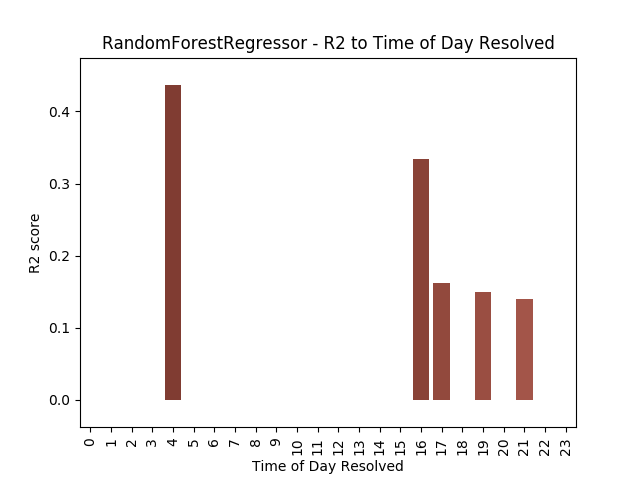 RandomForestRegressor - R2 to Time of Day Resolved
R2 score
0.4
0.3
0.2
0.1
0.0
0 1 2 3 4 5 6 7 8 9 10 11 12 13 14 15 16 17 18 19 20 21 22 23
Time of Day Resolved